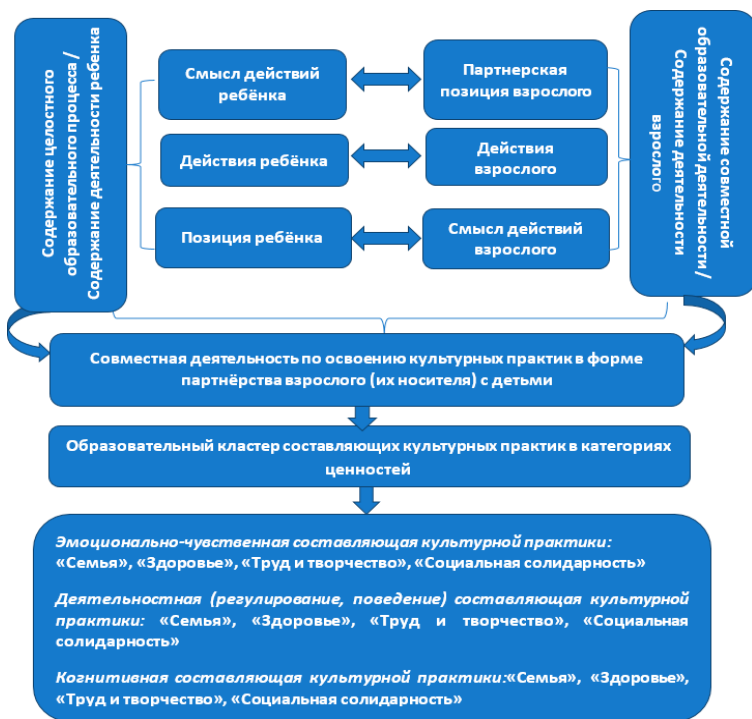 Содержание целостного
образовательного процесса /
Содержание деятельности ребенка
Смысл действий
ребёнка
Партнерская
позиция взрослого
Действия ребёнка
Действия
взрослого
Позиция ребёнка
Смысл действий
взрослого
Содержание совместной
образовательной деятельности /
Содержание деятельности
взрослого
Совместная деятельность по освоению культурных практик в форме
партнёрства взрослого (их носителя) с детьми
Образовательный кластер составляющих культурных практик в категориях
ценностей
Эмоционально-чувственная составляющая культурной практики:
«Семья», «Здоровье», «Труд и творчество», «Социальная солидарность»
Деятельностная (регулирование, поведение) составляющая культурной
практики: «Семья», «Здоровье», «Труд и творчество», «Социальная
солидарность»
Когнитивная составляющая культурной практики:«Семья», «Здоровье»,
«Труд и творчество», «Социальная солидарность»